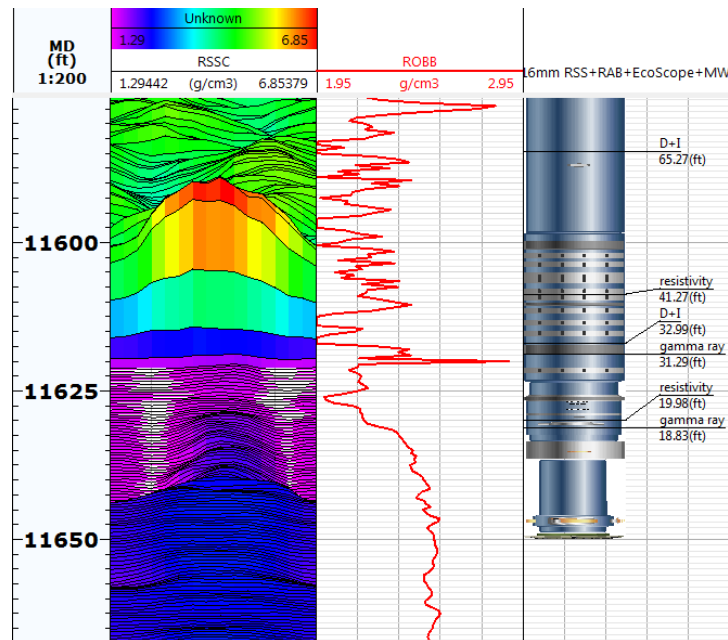 MD
(ft)
1:200
Unknown
1.29 6.85
RSSC
1.29442 (g/cm3) 6.85379
ROBB
1.95 g/cm3 2.95
16mm RSS+RAB+EcoScope+MW
D+I
65.27(ft)
11600
resistivity
41.27(ft)
D+I
32.99(ft)
gamma ray
31.29(ft)
11625
resistivity
19.98(ft)
gamma ray
18.83(ft)
11650